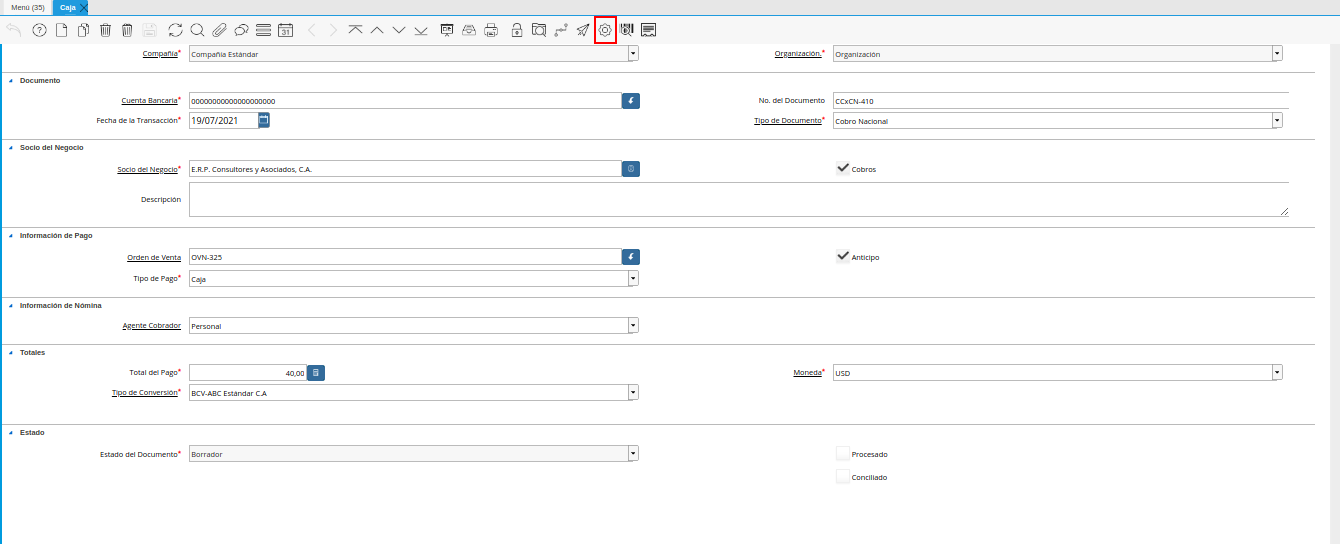 Menú (35) Caja
31
Compañía* Compañía Estándar Organización.* Organización
Documento
Cuenta Bancaria* 00000000000000000000 No. del Documento CCxCN-410
Fecha de la Transacción* 19/07/2021 Tipo de Documento* Cobro Nacional
Socio del Negocio
Socio del Negocio* E.R.P. Consultores y Asociados, C.A. Cobros
Descripción
Información de Pago
Orden de Venta OVN-325 Anticipo
Tipo de Pago* Caja
Información de Nómina
Agente Cobrador Personal
Totales
Total del Pago* 40,00 Moneda* USD
Tipo de Conversión* BCV-ABC Estándar C.A
Estado
Estado del Documento* Borrador Procesado
Conciliado